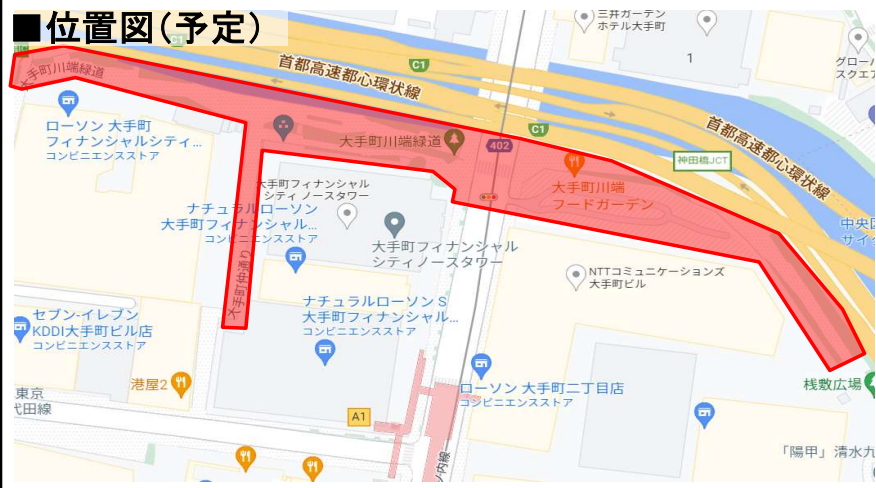 ■位置図(予定)
三井ガーデン
ホテル大手町
C1
C1
首都高速都心環状線
1
グローバ
スクエア
大手町川端緑道
ローソン 大手町
フィナンシャルシティ...
コンビニエンスストア
大手町川端緑道
402
C1
首都高速都心環状線
神田橋JCT
大手町川端
フードガーデン
大手町フィナンシャル
シティ ノースタワー
ナチュラルローソン
大手町フィナンシャル...
コンビニエンスストア
大手町フィナンシャル
シティノースタワー
中央区
サイク
大手町仲通り
NTTコミュニケーションズ
大手町ビル
セブン-イレブン
KDDI大手町ビル店
コンビニエンスストア
ナチュラルローソン S
大手町フィナンシャル...
コンビニエンスストア
港屋2
ローソン 大手町二丁目店
コンビニエンスストア
桟敷広場
東京
代田線
A1
ノ内線
「陽甲」清水九